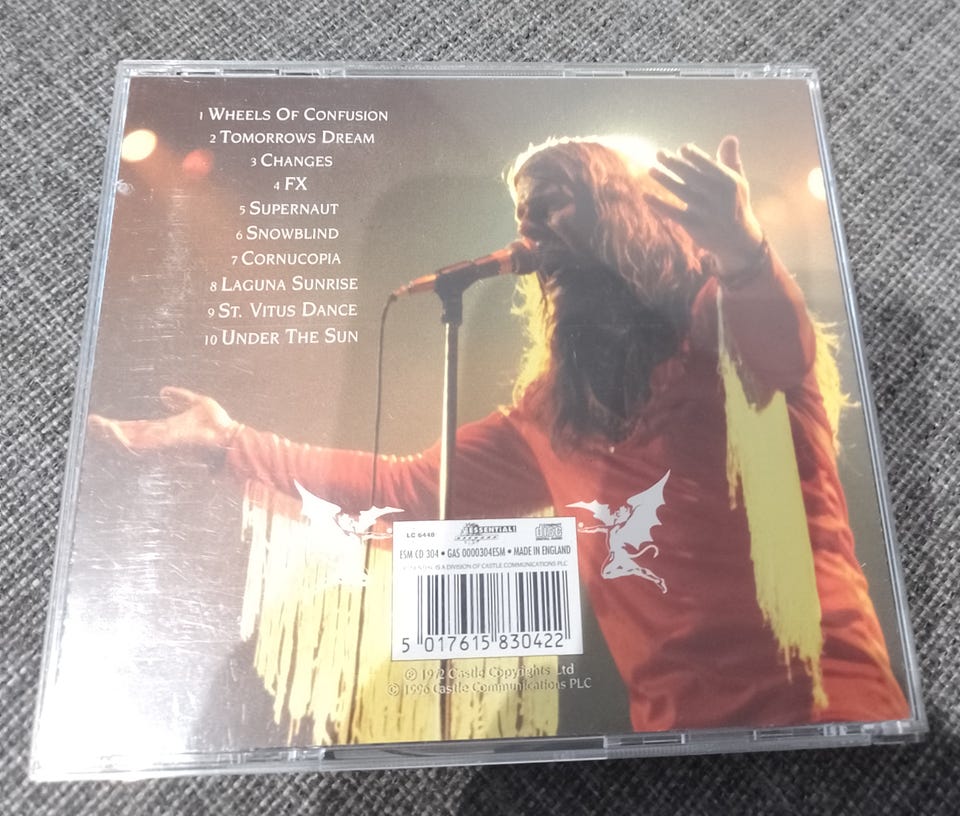 1 Wheels Of Confusion
2 Tomorrows Dream
3 Changes
4 FX
5 Supernaut
6 Snowblind
7 Cornucopia
8 Laguna Sunrise
9 St. Vitus Dance
10 Under The Sun
LC 6448
ESSENTIAL!
ESM CD 304 • GAS 0000304ESM • MADE IN ENGLAND
IS A DIVISION OF CASTLE COMMUNICATIONS PLC
5 017615 830422
℗ 1972 Castle Copyrights Ltd
© 1996 Castle Communications PLC